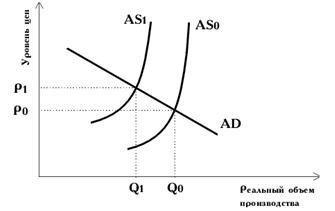 Уровень цен
AS1
AS0
ρ1
ρ0
AD
Q1
Q0
Реальный объем
производства